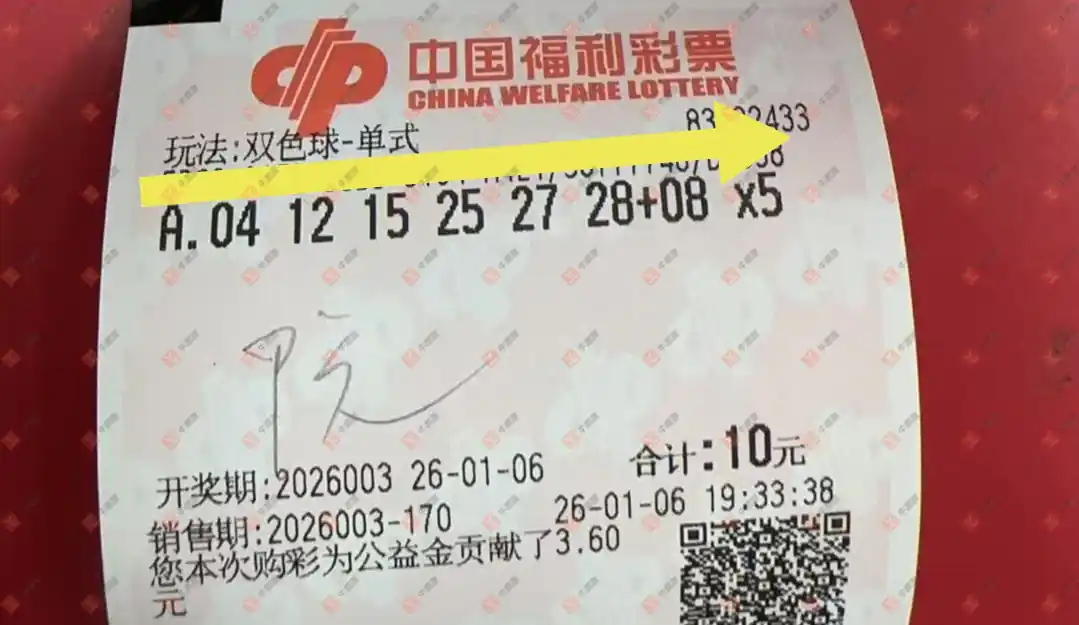 中国福利彩票
CHINA WELFARE LOTTERY
玩法:双色球-单式
A.04 12 15 25 27 28+08 x5
院
开奖期:2026003 26-01-06 合计:10元
销售期:2026003-170 26-01-06 19:33:38
您本次购彩为公益金贡献了3.60
元